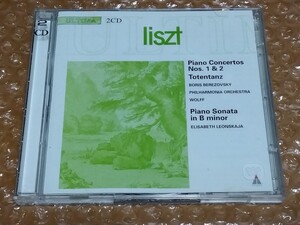 2CD
liszt
Piano Concertos
Nos. 1 & 2
Totentanz
BORIS BEREZOVSKY
PHILHARMONIA ORCHESTRA
WOLFF
Piano Sonata
in B minor
ELISABETH LEONSKAJA